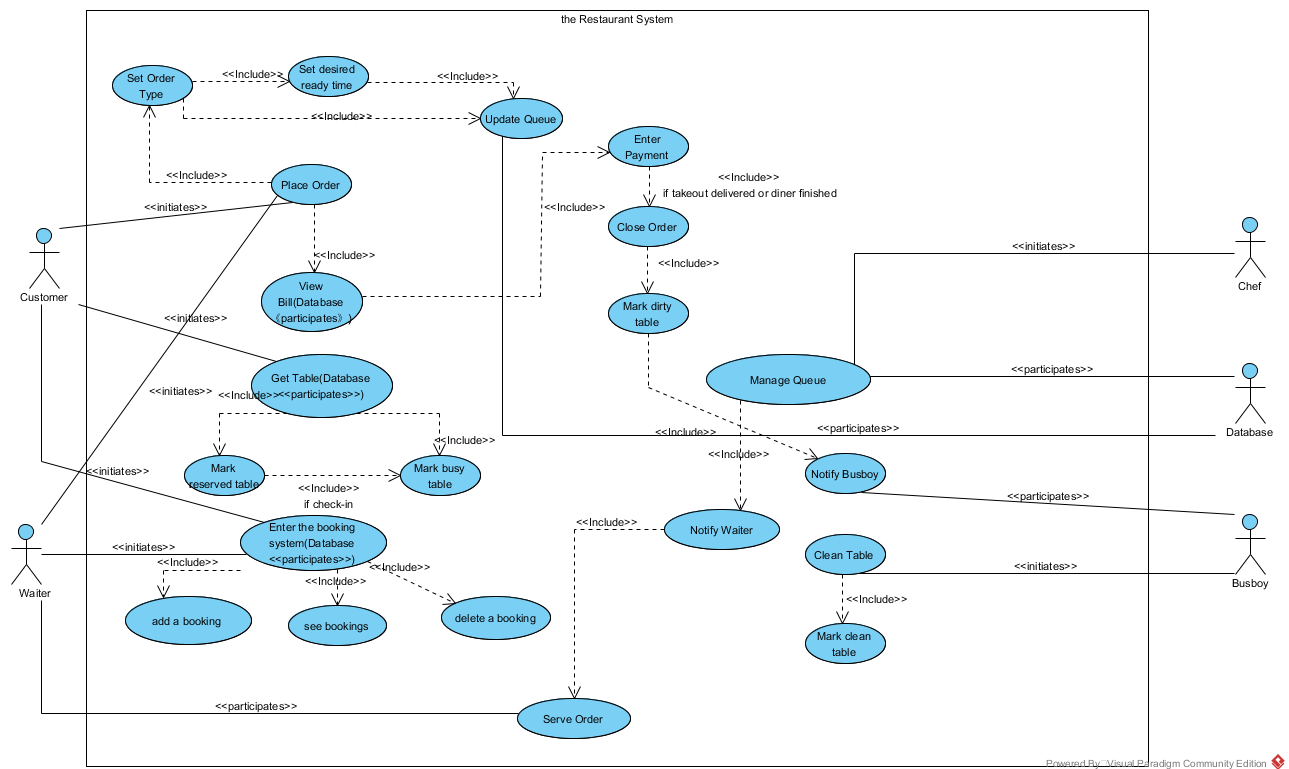 the Restaurant System
Set Order
Type
<<Include>>
Set desired
ready time
<<Include>>
Update Queue
<<Include>>
Enter
Payment
<<Include>>
if takeout delivered or diner finished
<<Include>>
Place Order
<<initiates>>
<<Include>>
Close Order
Customer
<<Include>>
View
Bill(Database
《participates》)
<<Include>>
Mark dirty
table
<<initiates>>
Chef
<<initiates>>
Get Table(Database
<<participates>>)
<<Include>>
<<initiates>>
Manage Queue
<<participates>>
Database
<<Include>>
<<Include>>
<<participates>>
<<Include>>
Mark
reserved table
Mark busy
table
<<initiates>>
<<Include>>
if check-in
Notify Busboy
<<participates>>
Enter the booking
system(Database
<<participates>>)
Notify Waiter
<<Include>>
<<initiates>>
Waiter
<<Include>>
<<Include>>
<<Include>>
add a booking
see bookings
delete a booking
Clean Table
<<initiates>>
Busboy
<<Include>>
Mark clean
table
<<participates>>
Serve Order
Powered By Visual Paradigm Community Edition